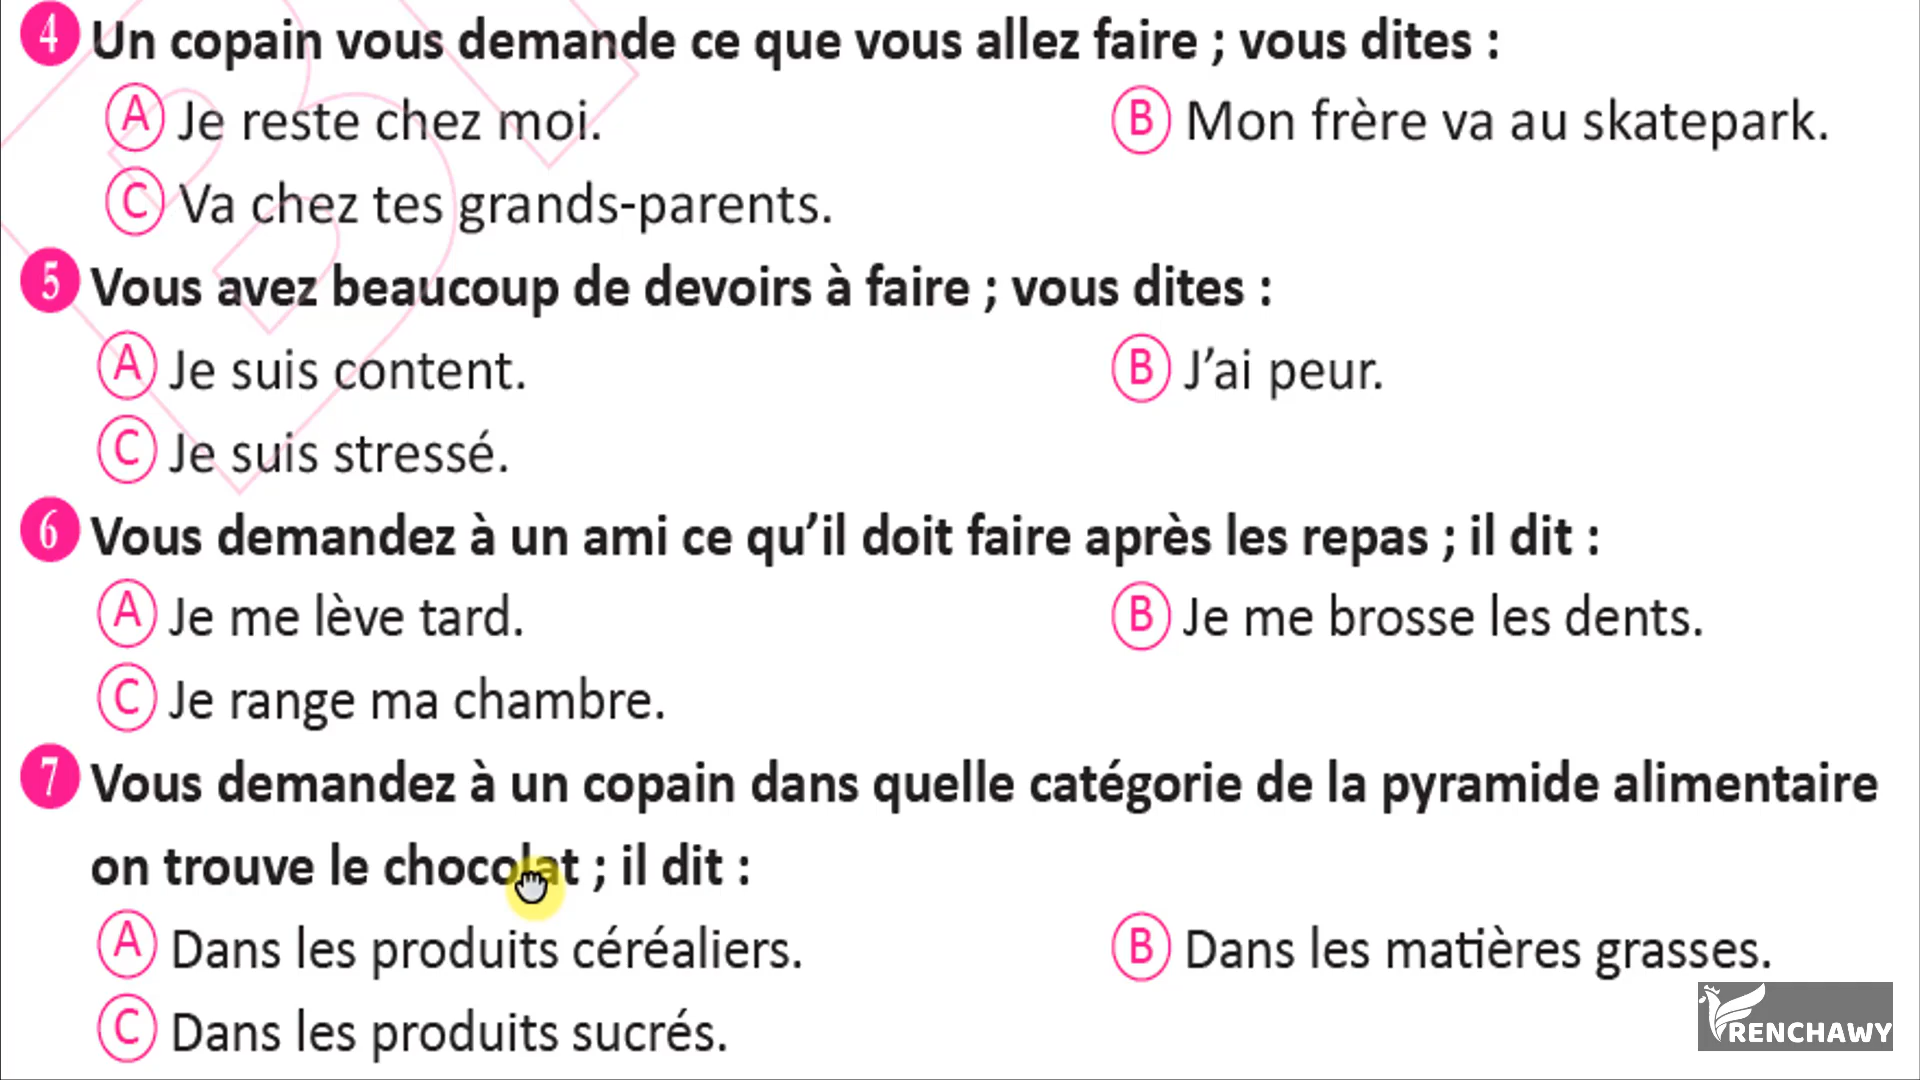 4 Un copain vous demande ce que vous allez faire ; vous dites :
A Je reste chez moi. B Mon frère va au skatepark.
C Va chez tes grands-parents.
5 Vous avez beaucoup de devoirs à faire ; vous dites :
A Je suis content. B J’ai peur.
C Je suis stressé.
6 Vous demandez à un ami ce qu’il doit faire après les repas ; il dit :
A Je me lève tard. B Je me brosse les dents.
C Je range ma chambre.
7 Vous demandez à un copain dans quelle catégorie de la pyramide alimentaire
on trouve le chocolat ; il dit :
A Dans les produits céréaliers. B Dans les matières grasses.
C Dans les produits sucrés.
RENCHAWY